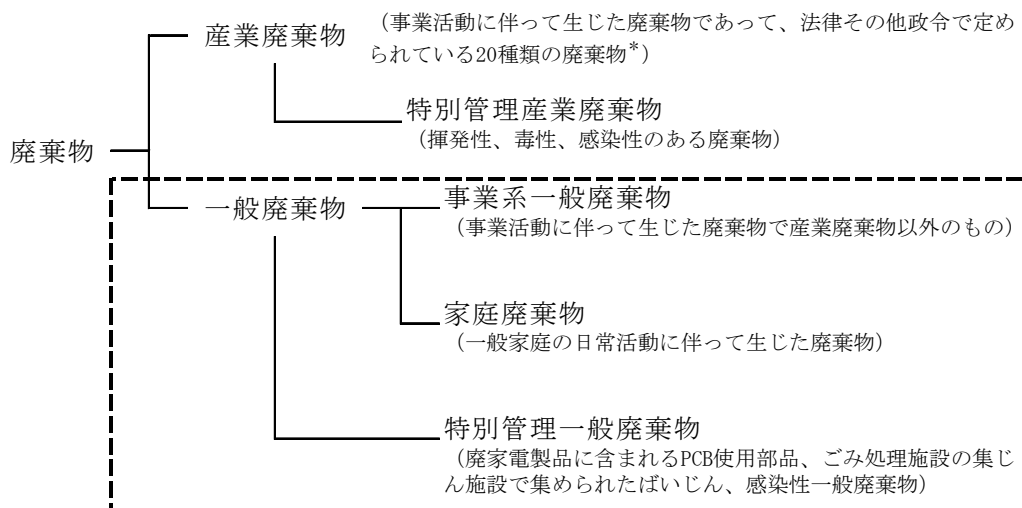 産業廃棄物
（事業活動に伴って生じた廃棄物であって、法律その他政令で定め
られている20種類の廃棄物*）
特別管理産業廃棄物
（揮発性、毒性、感染性のある廃棄物）
廃棄物
一般廃棄物
事業系一般廃棄物
（事業活動に伴って生じた廃棄物で産業廃棄物以外のもの）
家庭廃棄物
（一般家庭の日常活動に伴って生じた廃棄物）
特別管理一般廃棄物
（廃家電製品に含まれるPCB使用部品、ごみ処理施設の集じ
ん施設で集められたばいじん、感染性一般廃棄物）